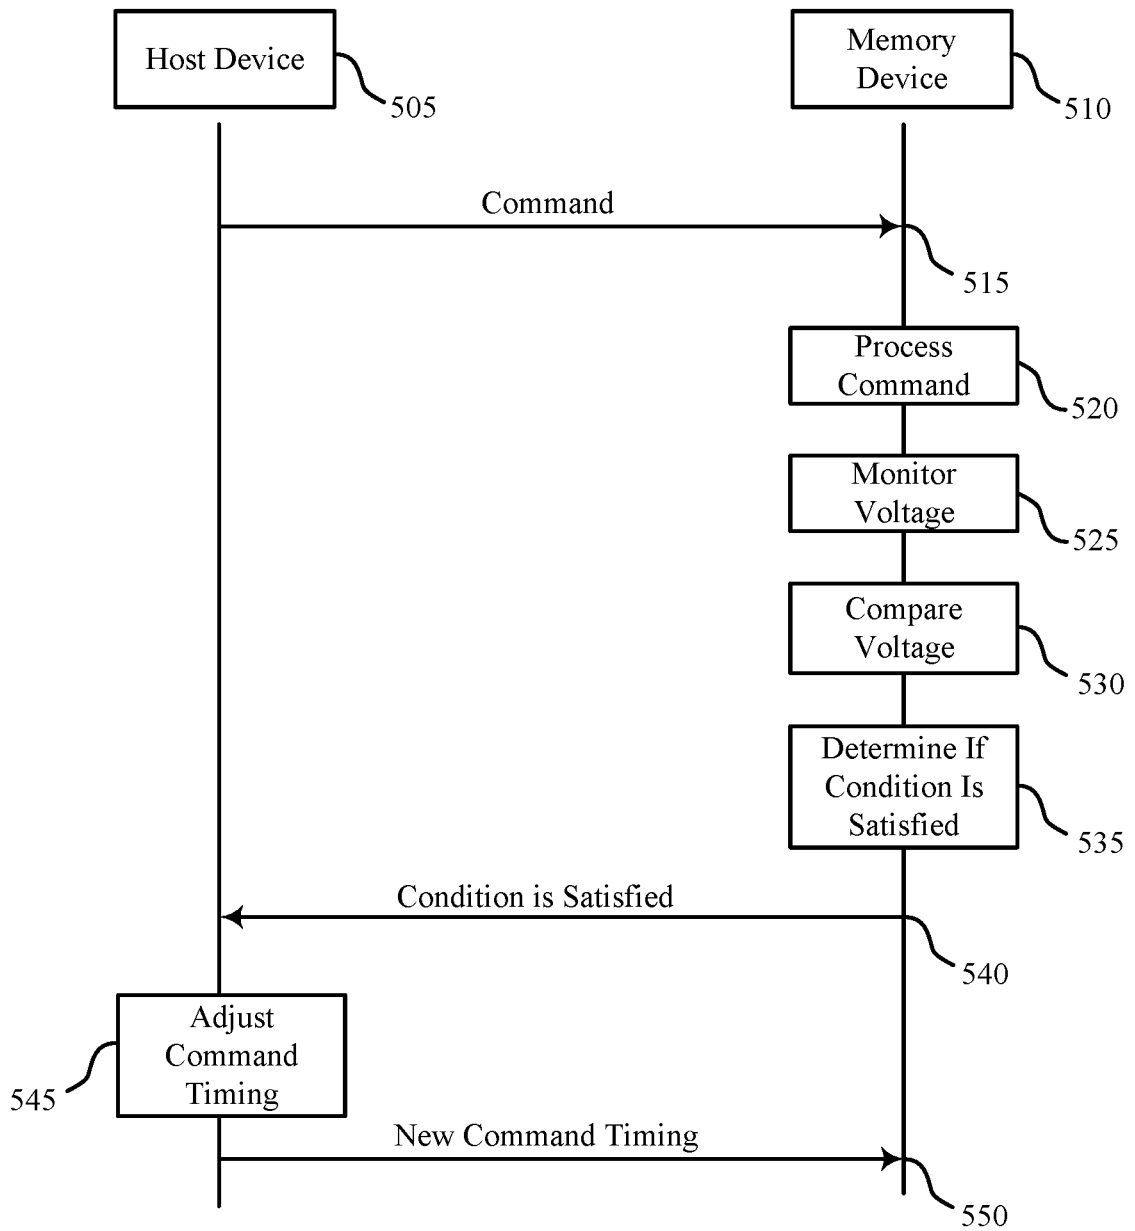 Host Device
505
Memory
Device
510
Command
515
Process
Command
520
Monitor
Voltage
525
Compare
Voltage
530
Determine If
Condition Is
Satisfied
535
Condition is Satisfied
540
Adjust
Command
Timing
545
New Command Timing
550